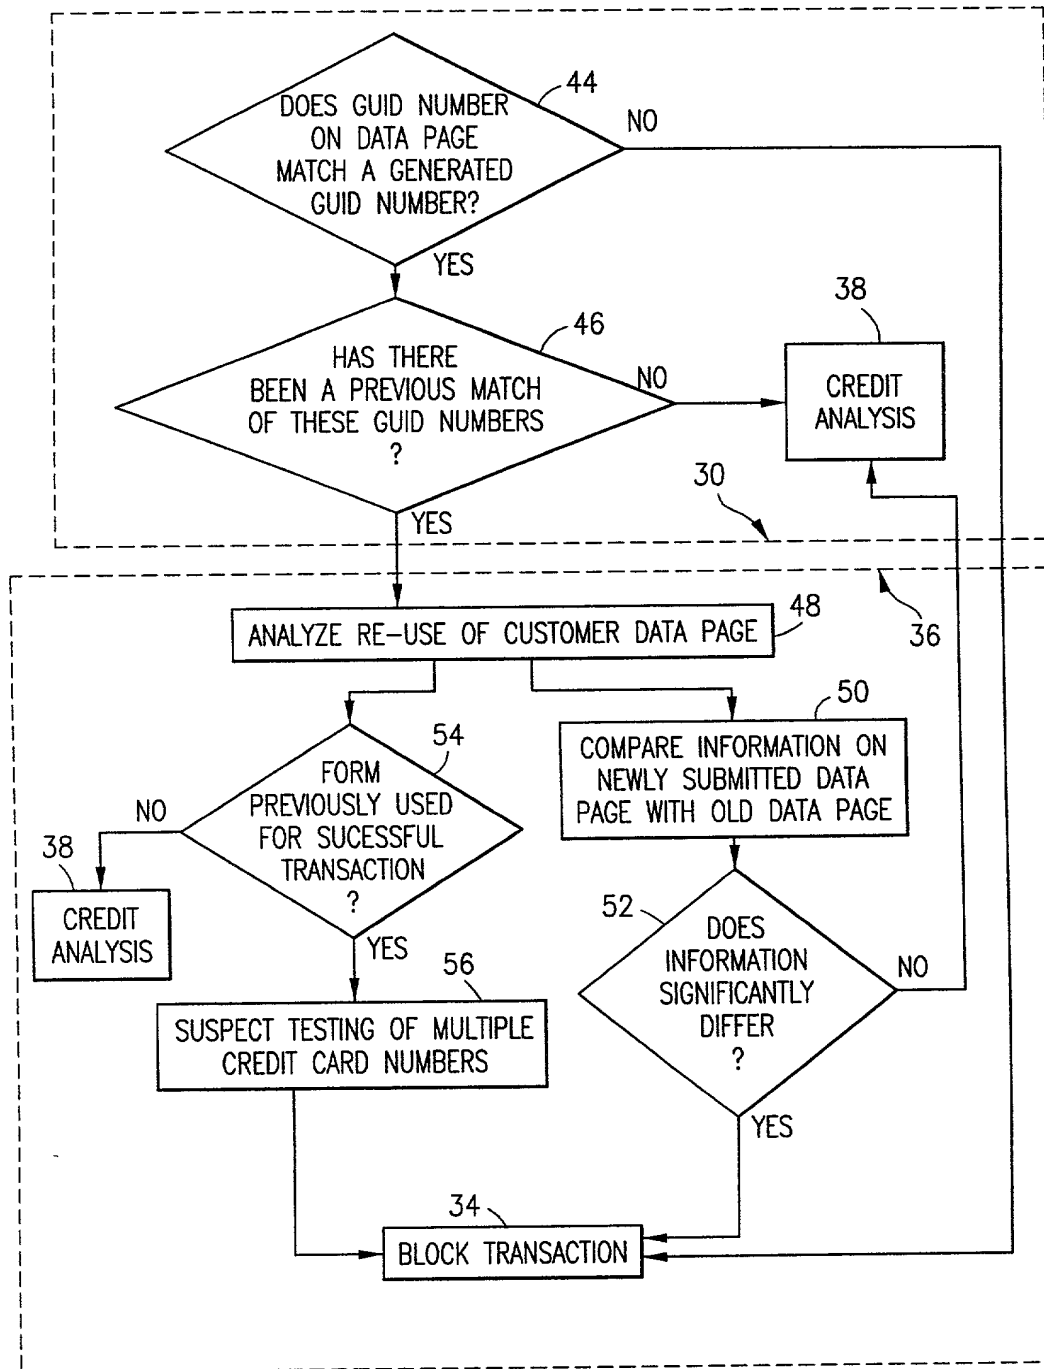 44
DOES GUID NUMBER
ON DATA PAGE
MATCH A GENERATED
GUID NUMBER?
NO
YES
46
HAS THERE
BEEN A PREVIOUS MATCH
OF THESE GUID NUMBERS
?
NO
38
CREDIT
ANALYSIS
30
YES
36
ANALYZE RE-USE OF CUSTOMER DATA PAGE
48
54
FORM
PREVIOUSLY USED
FOR SUCESSFUL
TRANSACTION
?
NO
38
CREDIT
ANALYSIS
YES
50
COMPARE INFORMATION ON
NEWLY SUBMITTED DATA
PAGE WITH OLD DATA PAGE
52
DOES
INFORMATION
SIGNIFICANTLY
DIFFER
?
NO
YES
56
SUSPECT TESTING OF MULTIPLE
CREDIT CARD NUMBERS
34
BLOCK TRANSACTION